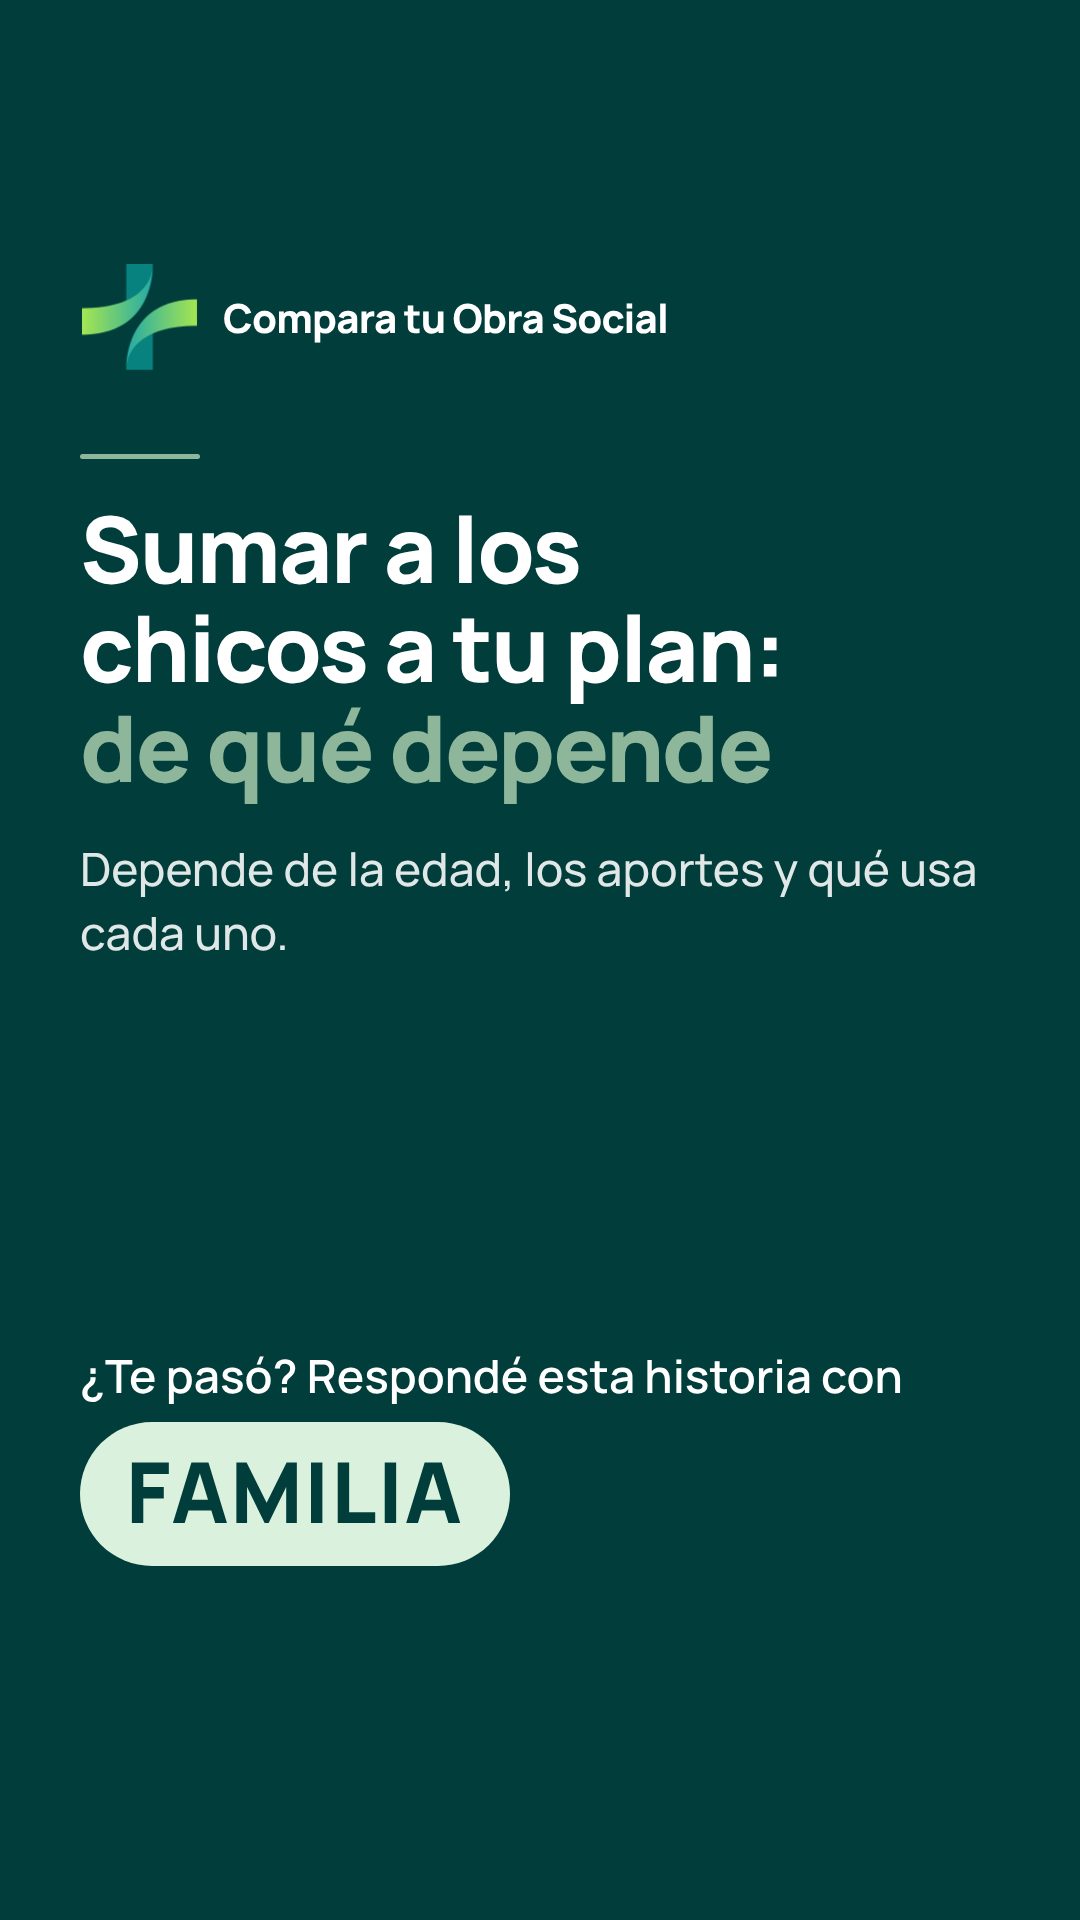 Compara tu Obra Social
Sumar a los
chicos a tu plan:
de qué depende
Depende de la edad, los aportes y qué usa
cada uno.
¿Te pasó? Respondé esta historia con
FAMILIA